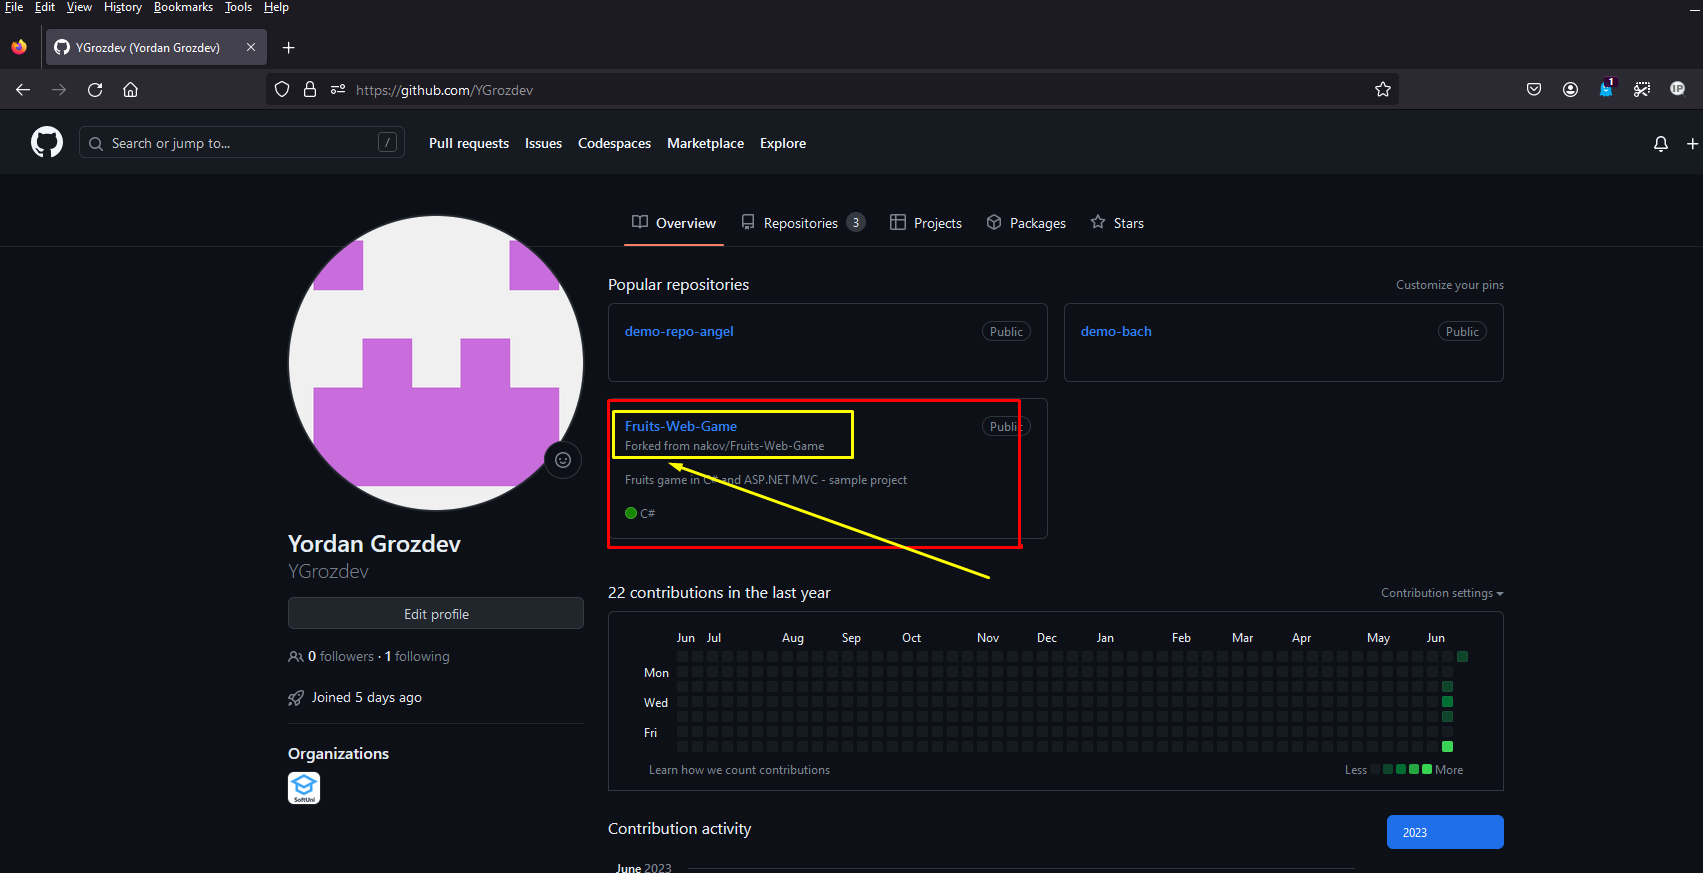 File Edit View History Bookmarks Tools Help
YGrozdev (Yordan Grozdev)
https://github.com/YGrozdev
1
IP
Search or jump to... /
Pull requests Issues Codespaces Marketplace Explore
Overview Repositories 3 Projects Packages Stars
Popular repositories Customize your pins
demo-repo-angel Public
demo-bach Public
Fruits-Web-Game Public
Forked from nakov/Fruits-Web-Game
Fruits game in C# and ASP.NET MVC - sample project
C#
Yordan Grozdev
YGrozdev
Edit profile
0 followers · 1 following
Joined 5 days ago
Organizations
SoftUni
22 contributions in the last year Contribution settings
Jun Jul Aug Sep Oct Nov Dec Jan Feb Mar Apr May Jun
Mon
Wed
Fri
Learn how we count contributions Less More
Contribution activity 2023
June 2023